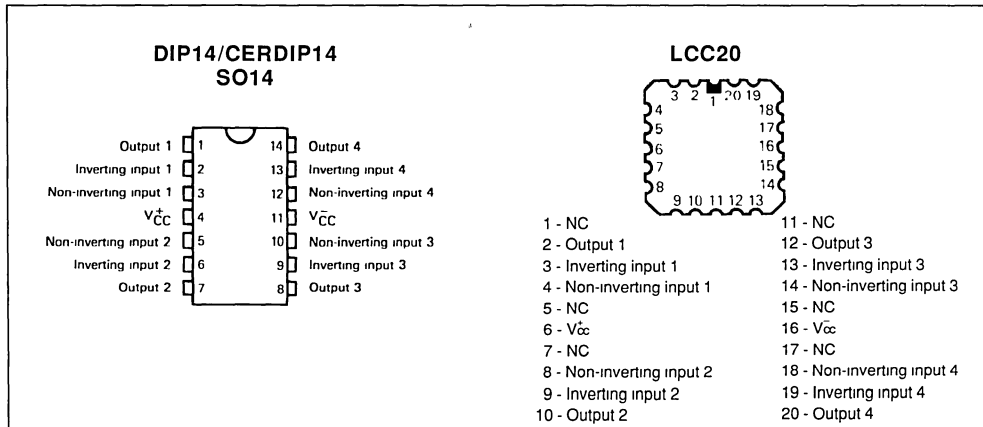 DIP14/CERDIP14
SO14
Output 1 1 14 Output 4
Inverting input 1 2 13 Inverting input 4
Non-inverting input 1 3 12 Non-inverting input 4
V⁺CC 4 11 V⁻CC
Non-inverting input 2 5 10 Non-inverting input 3
Inverting input 2 6 9 Inverting input 3
Output 2 7 8 Output 3
LCC20
3 2 1 20 19
4 18
5 17
6 16
7 15
8 14
9 10 11 12 13
1 - NC
2 - Output 1
3 - Inverting input 1
4 - Non-inverting input 1
5 - NC
6 - V⁺cc
7 - NC
8 - Non-inverting input 2
9 - Inverting input 2
10 - Output 2
11 - NC
12 - Output 3
13 - Inverting input 3
14 - Non-inverting input 3
15 - NC
16 - V⁻cc
17 - NC
18 - Non-inverting input 4
19 - Inverting input 4
20 - Output 4